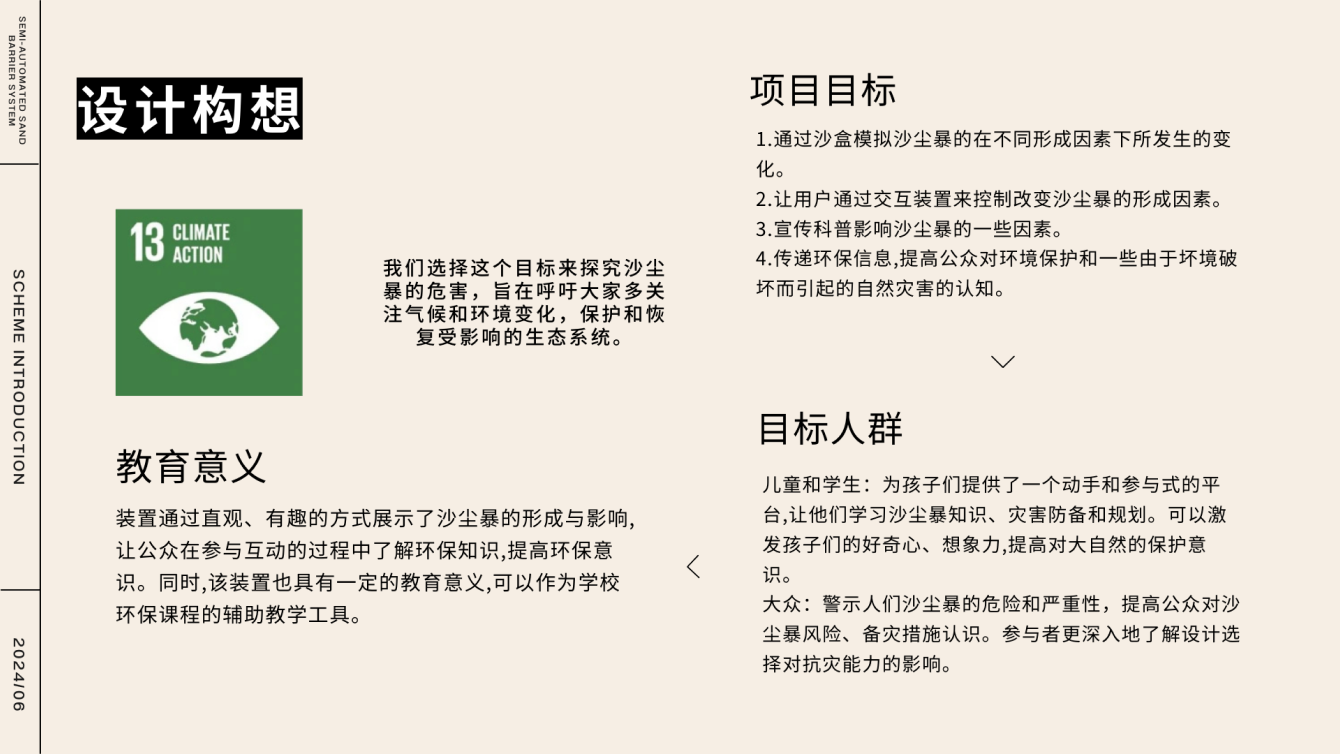 SEMI-AUTOMATED SAND
BARRIER SYSTEM
SCHEME INTRODUCTION
2024/06
设计构想
13 CLIMATE
ACTION
我们选择这个目标来探究沙尘
暴的危害，旨在呼吁大家多关
注气候和环境变化，保护和恢
复受影响的生态系统。
项目目标
1.通过沙盒模拟沙尘暴的在不同形成因素下所发生的变
化。
2.让用户通过交互装置来控制改变沙尘暴的形成因素。
3.宣传科普影响沙尘暴的一些因素。
4.传递环保信息,提高公众对环境保护和一些由于坏境破
坏而引起的自然灾害的认知。
目标人群
儿童和学生：为孩子们提供了一个动手和参与式的平
台,让他们学习沙尘暴知识、灾害防备和规划。可以激
发孩子们的好奇心、想象力,提高对大自然的保护意
识。
大众：警示人们沙尘暴的危险和严重性，提高公众对沙
尘暴风险、备灾措施认识。参与者更深入地了解设计选
择对抗灾能力的影响。
教育意义
装置通过直观、有趣的方式展示了沙尘暴的形成与影响,
让公众在参与互动的过程中了解环保知识,提高环保意
识。同时,该装置也具有一定的教育意义,可以作为学校
环保课程的辅助教学工具。